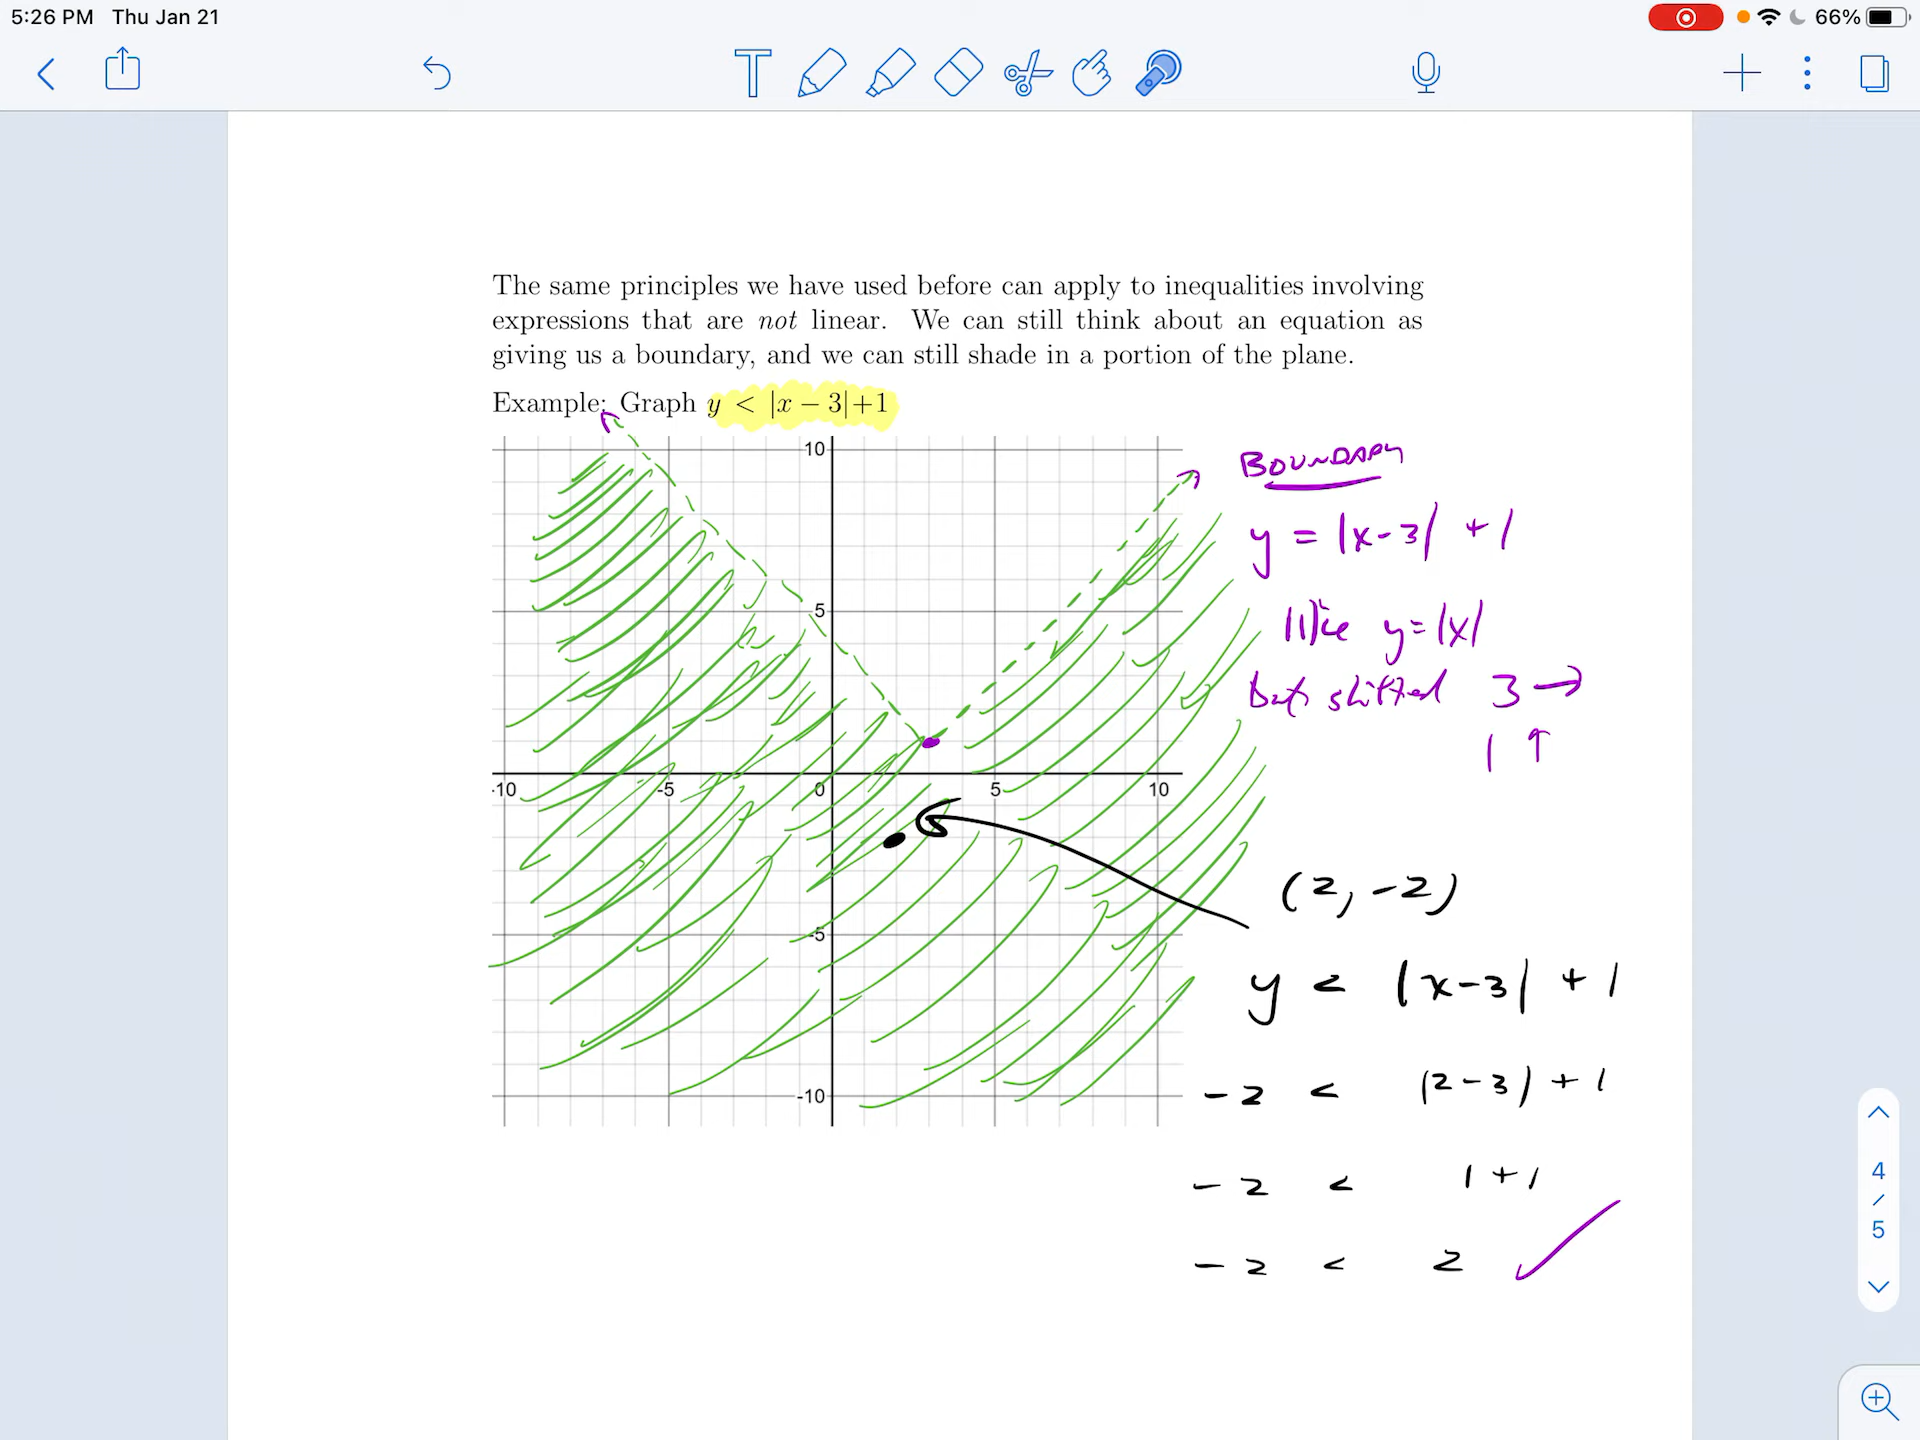 5:26 PM Thu Jan 21
66%
The same principles we have used before can apply to inequalities involving
expressions that are not linear. We can still think about an equation as
giving us a boundary, and we can still shade in a portion of the plane.
Example: Graph y < |x − 3|+1
10
5
-10 -5 0 5 10
-5
-10
BOUNDARY
y = |x-3| + 1
like y=|x|
but shifted 3 →
1 ↑
(2, -2)
y < |x-3| + 1
-2 < |2-3| + 1
-2 < 1+1
-2 < 2 ✓
4
/
5